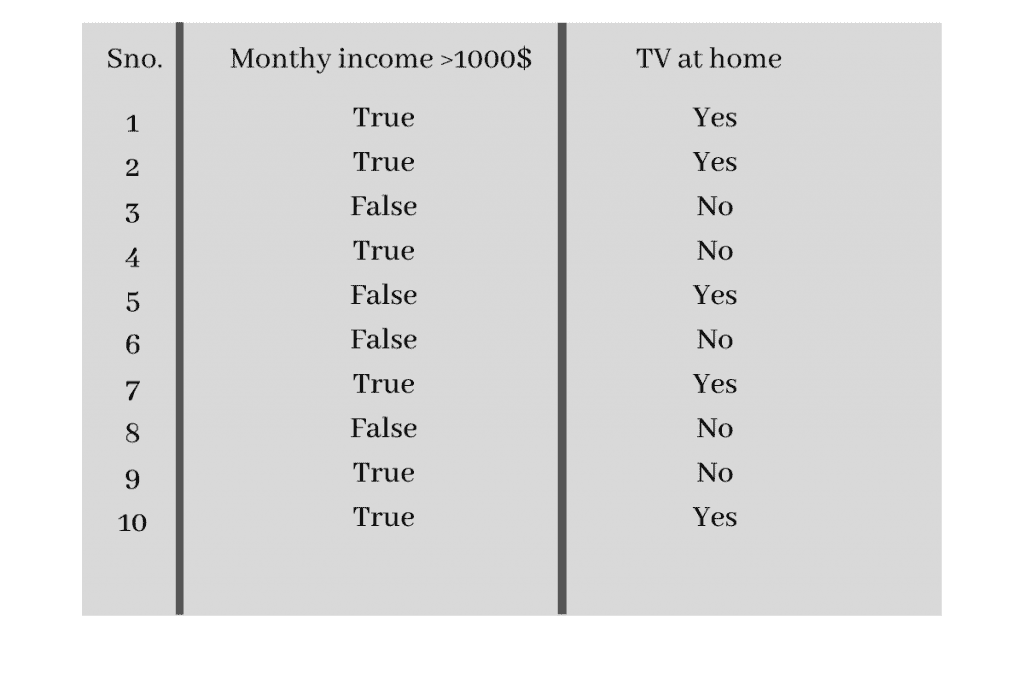 Sno. Monthy income >1000$ TV at home
1 True Yes
2 True Yes
3 False No
4 True No
5 False Yes
6 False No
7 True Yes
8 False No
9 True No
10 True Yes